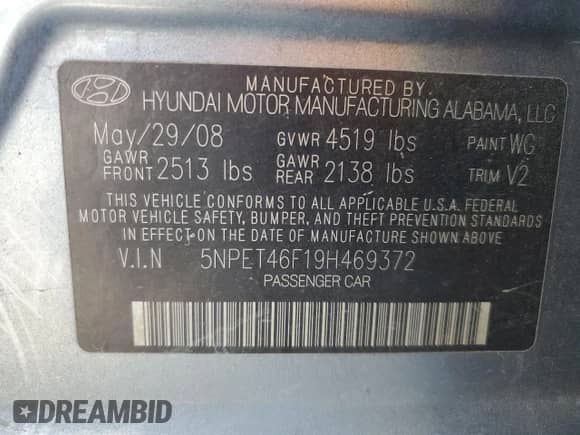 MANUFACTURED BY
HYUNDAI MOTOR MANUFACTURING ALABAMA, LLC
May/29/08 GVWR 4519 lbs PAINT WG
GAWR FRONT 2513 lbs GAWR REAR 2138 lbs TRIM V2
THIS VEHICLE CONFORMS TO ALL APPLICABLE U.S.A. FEDERAL
MOTOR VEHICLE SAFETY, BUMPER, AND THEFT PREVENTION STANDARDS
IN EFFECT ON THE DATE OF MANUFACTURE SHOWN ABOVE
V.I.N 5NPET46F19H469372
PASSENGER CAR
DREAMBID